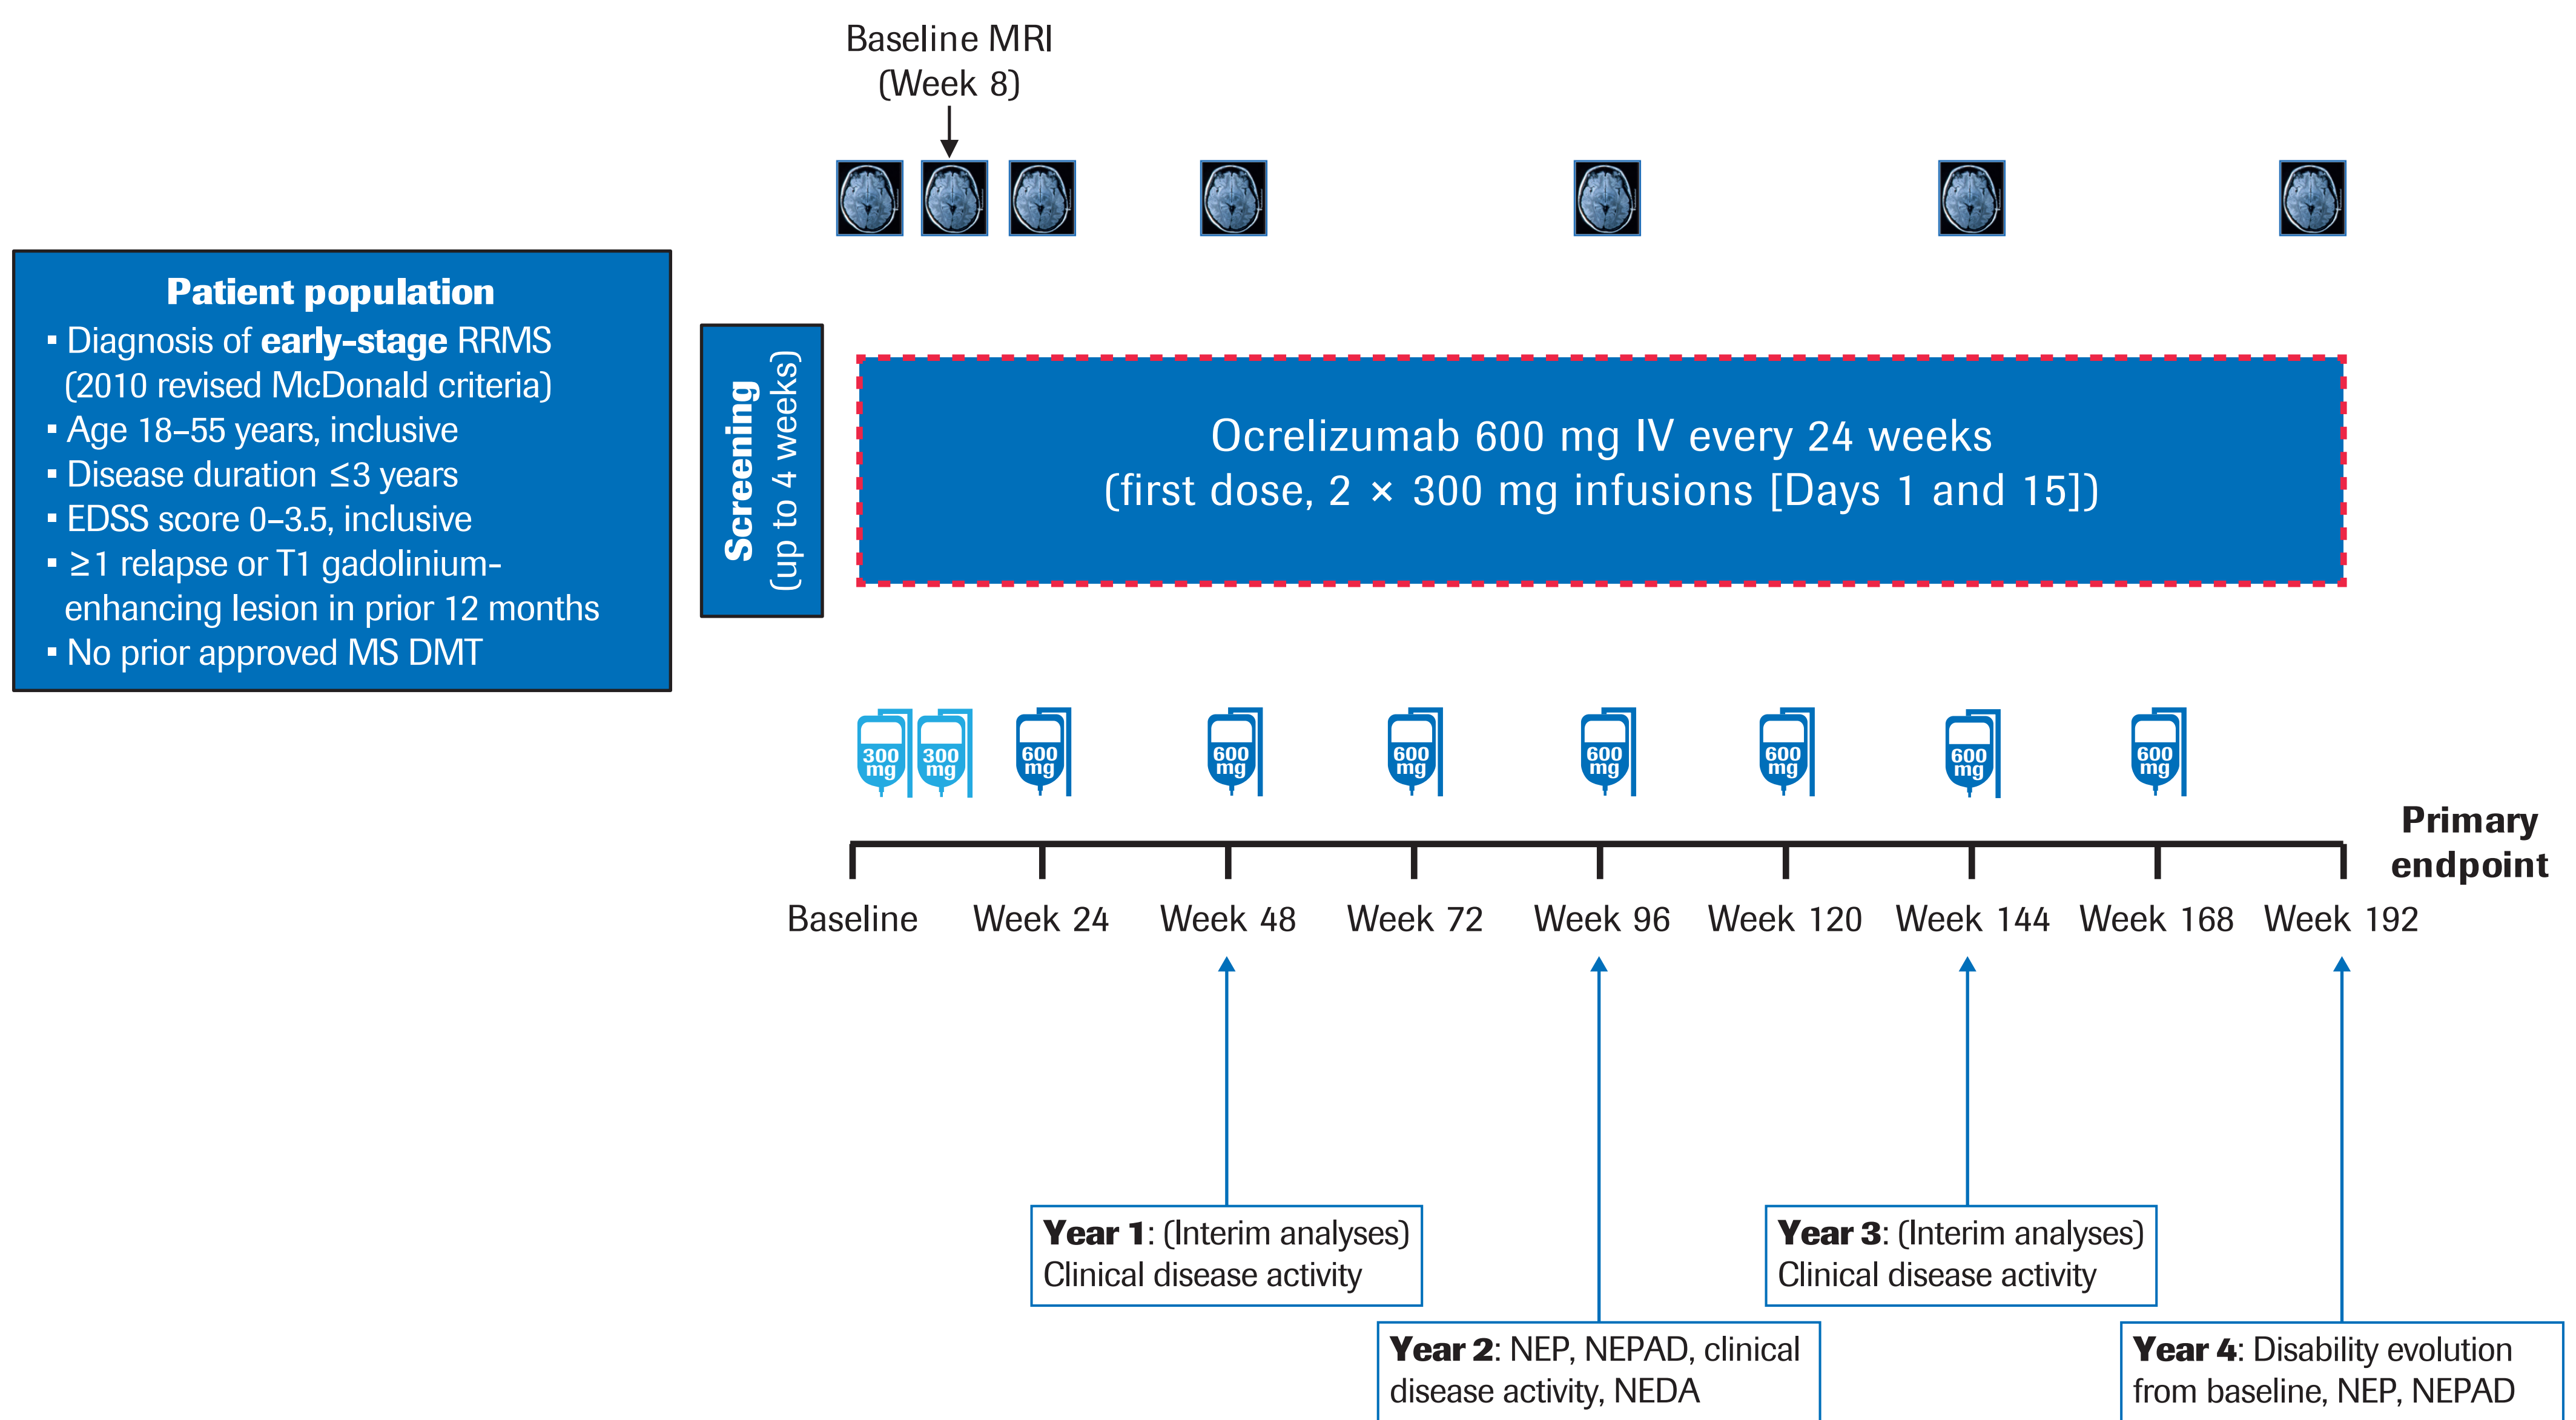 Baseline MRI
(Week 8)
Patient population
▪ Diagnosis of early-stage RRMS
(2010 revised McDonald criteria)
▪ Age 18–55 years, inclusive
▪ Disease duration ≤3 years
▪ EDSS score 0–3.5, inclusive
▪ ≥1 relapse or T1 gadolinium-
enhancing lesion in prior 12 months
▪ No prior approved MS DMT
Screening
(up to 4 weeks)
Ocrelizumab 600 mg IV every 24 weeks
(first dose, 2 × 300 mg infusions [Days 1 and 15])
300
mg
300
mg
600
mg
600
mg
600
mg
600
mg
600
mg
600
mg
600
mg
Primary
endpoint
Baseline
Week 24
Week 48
Week 72
Week 96
Week 120
Week 144
Week 168
Week 192
Year 1: (Interim analyses)
Clinical disease activity
Year 3: (Interim analyses)
Clinical disease activity
Year 2: NEP, NEPAD, clinical
disease activity, NEDA
Year 4: Disability evolution
from baseline, NEP, NEPAD